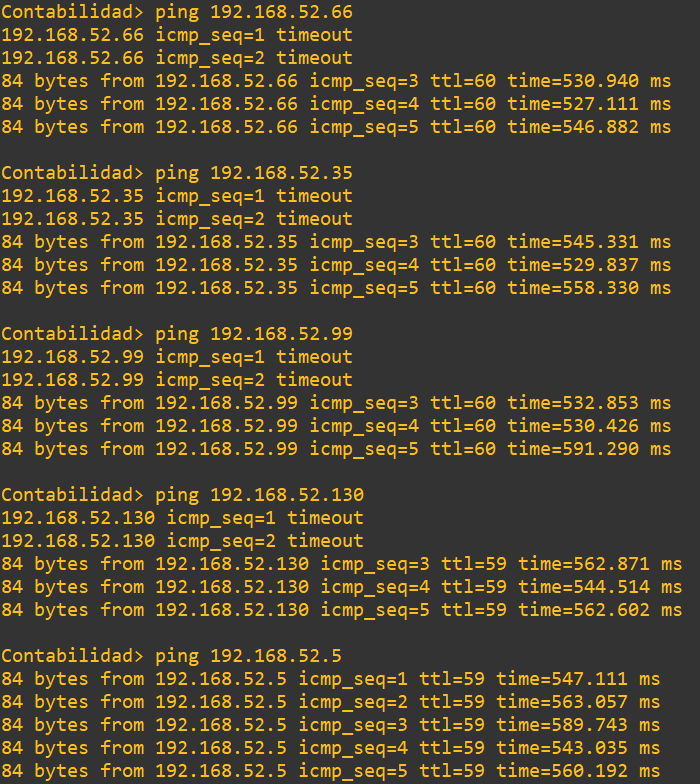 Contabilidad> ping 192.168.52.66
192.168.52.66 icmp_seq=1 timeout
192.168.52.66 icmp_seq=2 timeout
84 bytes from 192.168.52.66 icmp_seq=3 ttl=60 time=530.940 ms
84 bytes from 192.168.52.66 icmp_seq=4 ttl=60 time=527.111 ms
84 bytes from 192.168.52.66 icmp_seq=5 ttl=60 time=546.882 ms

Contabilidad> ping 192.168.52.35
192.168.52.35 icmp_seq=1 timeout
192.168.52.35 icmp_seq=2 timeout
84 bytes from 192.168.52.35 icmp_seq=3 ttl=60 time=545.331 ms
84 bytes from 192.168.52.35 icmp_seq=4 ttl=60 time=529.837 ms
84 bytes from 192.168.52.35 icmp_seq=5 ttl=60 time=558.330 ms

Contabilidad> ping 192.168.52.99
192.168.52.99 icmp_seq=1 timeout
192.168.52.99 icmp_seq=2 timeout
84 bytes from 192.168.52.99 icmp_seq=3 ttl=60 time=532.853 ms
84 bytes from 192.168.52.99 icmp_seq=4 ttl=60 time=530.426 ms
84 bytes from 192.168.52.99 icmp_seq=5 ttl=60 time=591.290 ms

Contabilidad> ping 192.168.52.130
192.168.52.130 icmp_seq=1 timeout
192.168.52.130 icmp_seq=2 timeout
84 bytes from 192.168.52.130 icmp_seq=3 ttl=59 time=562.871 ms
84 bytes from 192.168.52.130 icmp_seq=4 ttl=59 time=544.514 ms
84 bytes from 192.168.52.130 icmp_seq=5 ttl=59 time=562.602 ms

Contabilidad> ping 192.168.52.5
84 bytes from 192.168.52.5 icmp_seq=1 ttl=59 time=547.111 ms
84 bytes from 192.168.52.5 icmp_seq=2 ttl=59 time=563.057 ms
84 bytes from 192.168.52.5 icmp_seq=3 ttl=59 time=589.743 ms
84 bytes from 192.168.52.5 icmp_seq=4 ttl=59 time=543.035 ms
84 bytes from 192.168.52.5 icmp_seq=5 ttl=59 time=560.192 ms